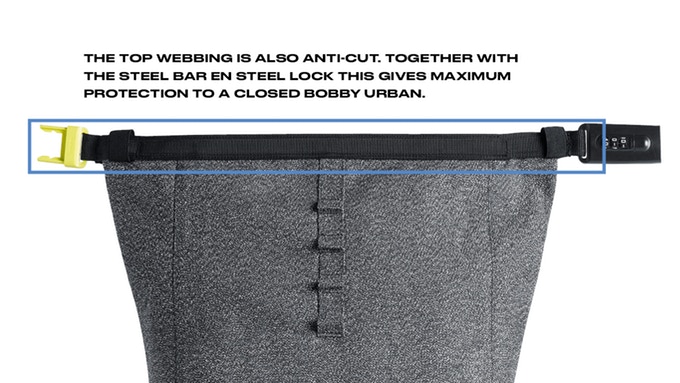 THE TOP WEBBING IS ALSO ANTI-CUT. TOGETHER WITH
THE STEEL BAR EN STEEL LOCK THIS GIVES MAXIMUM
PROTECTION TO A CLOSED BOBBY URBAN.